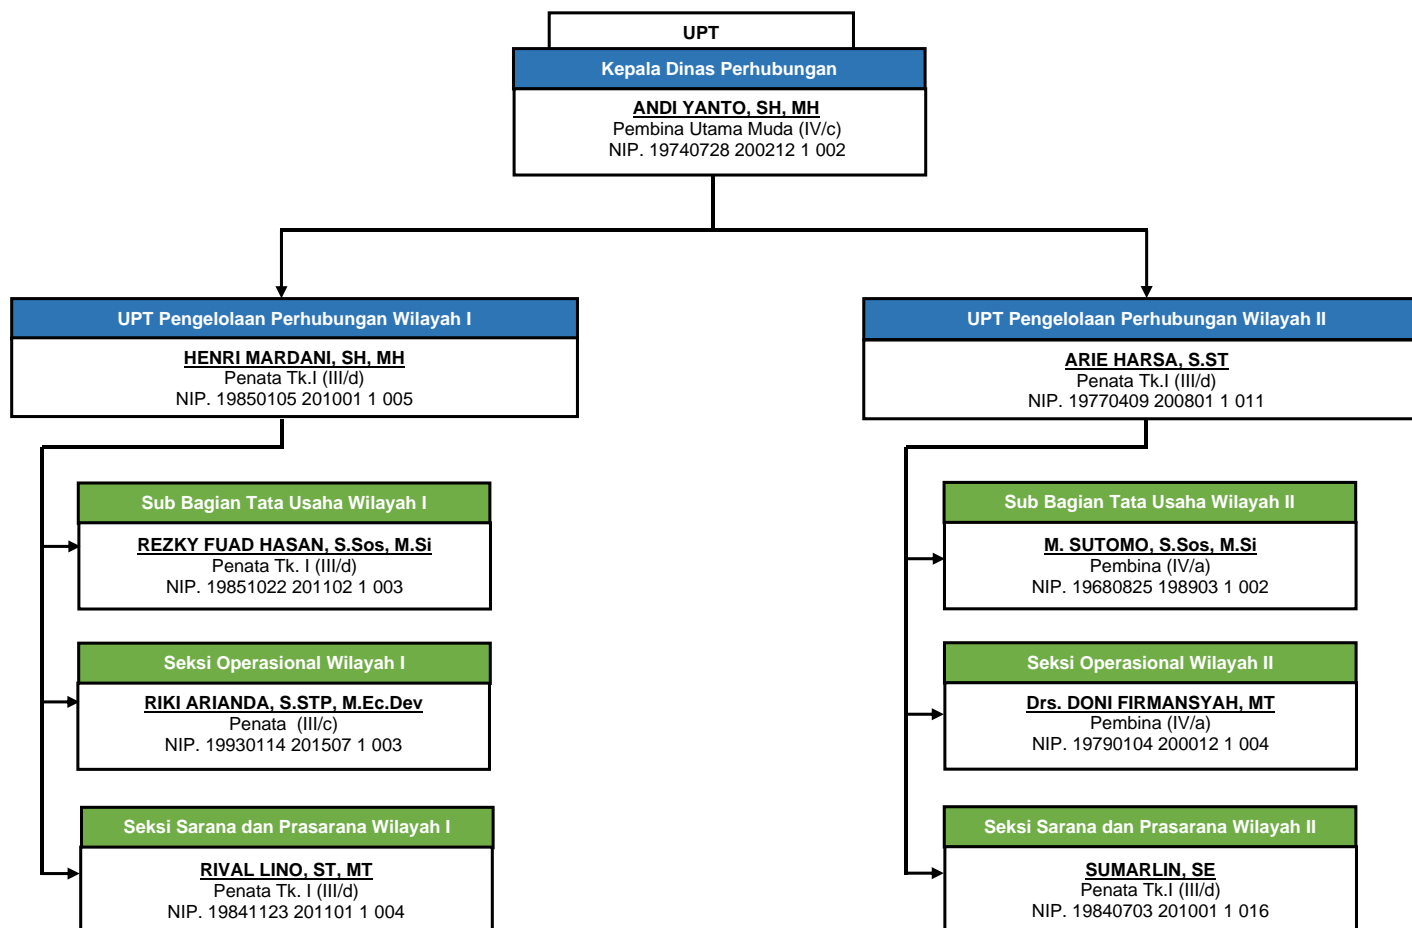 UPT
Kepala Dinas Perhubungan
ANDI YANTO, SH, MH
Pembina Utama Muda (IV/c)
NIP. 19740728 200212 1 002
UPT Pengelolaan Perhubungan Wilayah I
HENRI MARDANI, SH, MH
Penata Tk.I (III/d)
NIP. 19850105 201001 1 005
Sub Bagian Tata Usaha Wilayah I
REZKY FUAD HASAN, S.Sos, M.Si
Penata Tk. I (III/d)
NIP. 19851022 201102 1 003
Seksi Operasional Wilayah I
RIKI ARIANDA, S.STP, M.Ec.Dev
Penata  (III/c)
NIP. 19930114 201507 1 003
Seksi Sarana dan Prasarana Wilayah I
RIVAL LINO, ST, MT
Penata Tk. I (III/d)
NIP. 19841123 201101 1 004
UPT Pengelolaan Perhubungan Wilayah II
ARIE HARSA, S.ST
Penata Tk.I (III/d)
NIP. 19770409 200801 1 011
Sub Bagian Tata Usaha Wilayah II
M. SUTOMO, S.Sos, M.Si
Pembina (IV/a)
NIP. 19680825 198903 1 002
Seksi Operasional Wilayah II
Drs. DONI FIRMANSYAH, MT
Pembina (IV/a)
NIP. 19790104 200012 1 004
Seksi Sarana dan Prasarana Wilayah II
SUMARLIN, SE
Penata Tk.I (III/d)
NIP. 19840703 201001 1 016